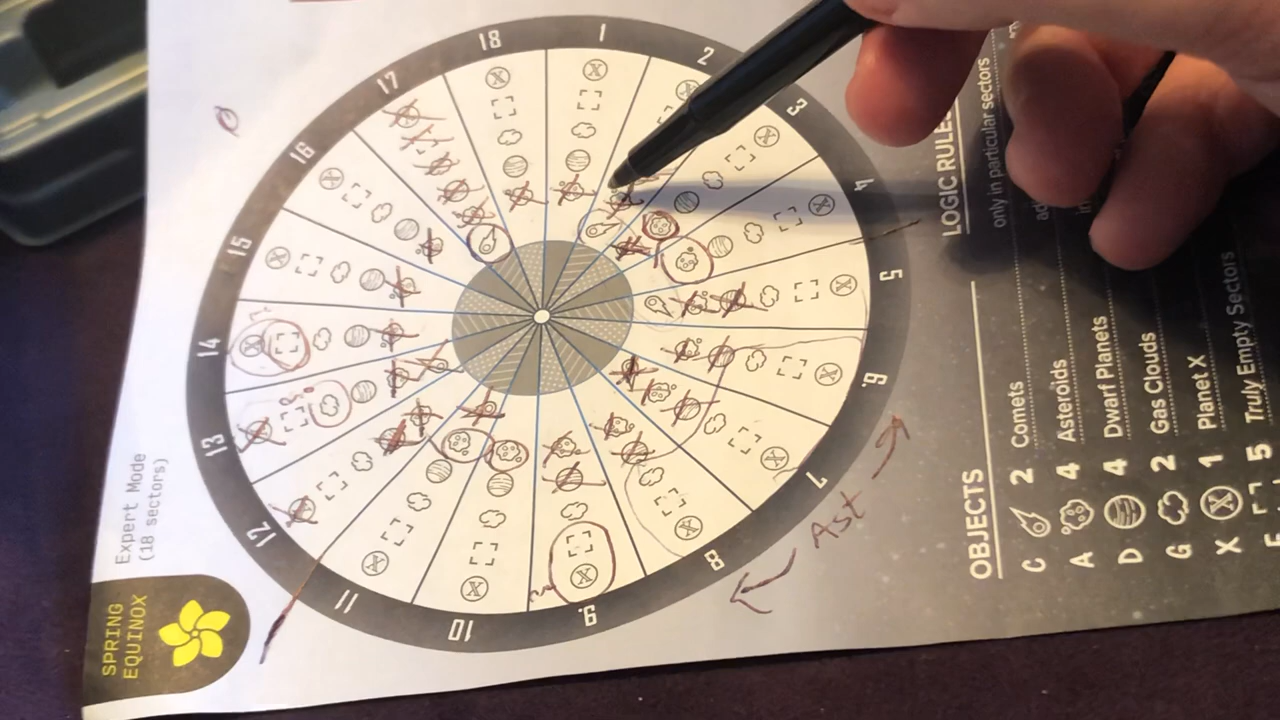 SPRING
EQUINOX
Expert Mode
(18 sectors)
1
2
3
4
5
6.
7
8
9.
10
11
12
13
14
15
16
17
18
Ast
LOGIC RULES
only in particular sectors
OBJECTS
C 2 Comets
A 4 Asteroids
D 4 Dwarf Planets
G 2 Gas Clouds
X 1 Planet X
E 5 Truly Empty Sectors